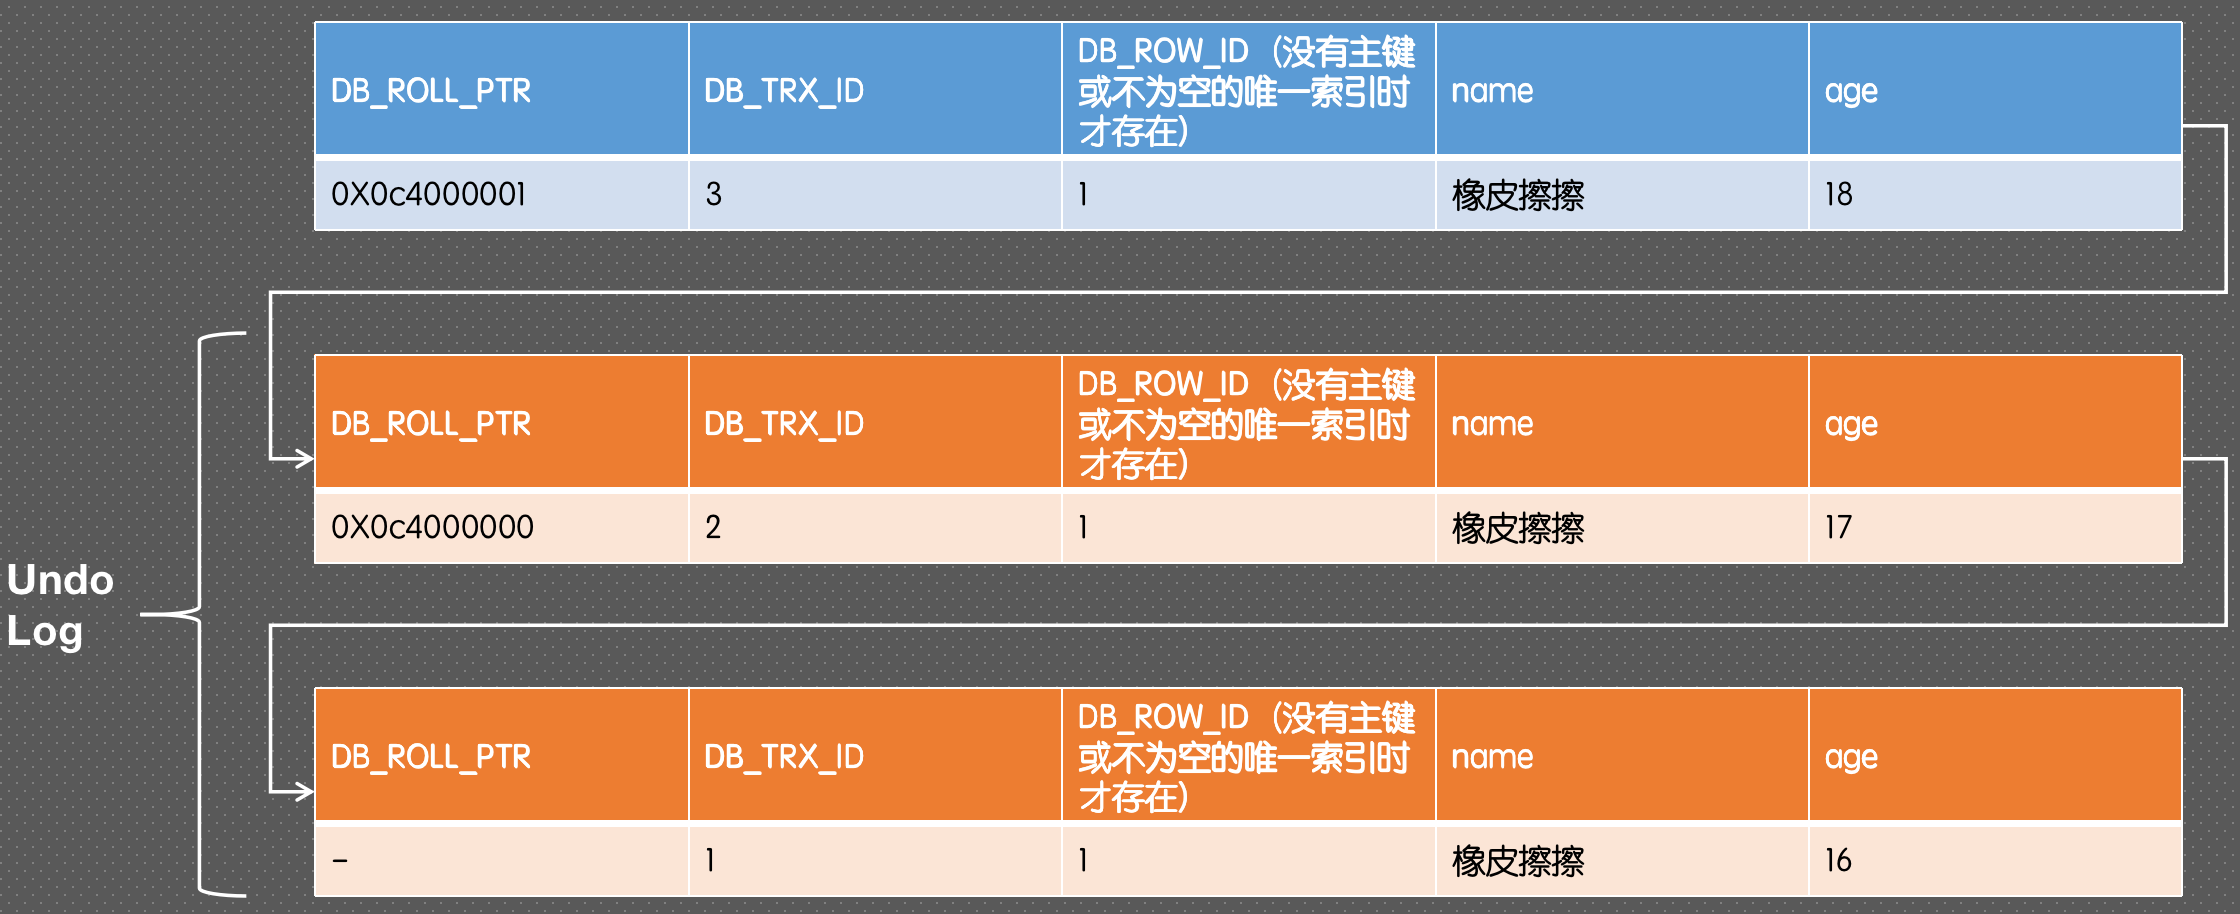 DB_ROLL_PTR
DB_TRX_ID
DB_ROW_ID（没有主键
或不为空的唯一索引时
才存在）
name
age
0X0c4000001
3
1
橡皮擦擦
18
DB_ROLL_PTR
DB_TRX_ID
DB_ROW_ID（没有主键
或不为空的唯一索引时
才存在）
name
age
0X0c4000000
2
1
橡皮擦擦
17
Undo
Log
DB_ROLL_PTR
DB_TRX_ID
DB_ROW_ID（没有主键
或不为空的唯一索引时
才存在）
name
age
-
1
1
橡皮擦擦
16